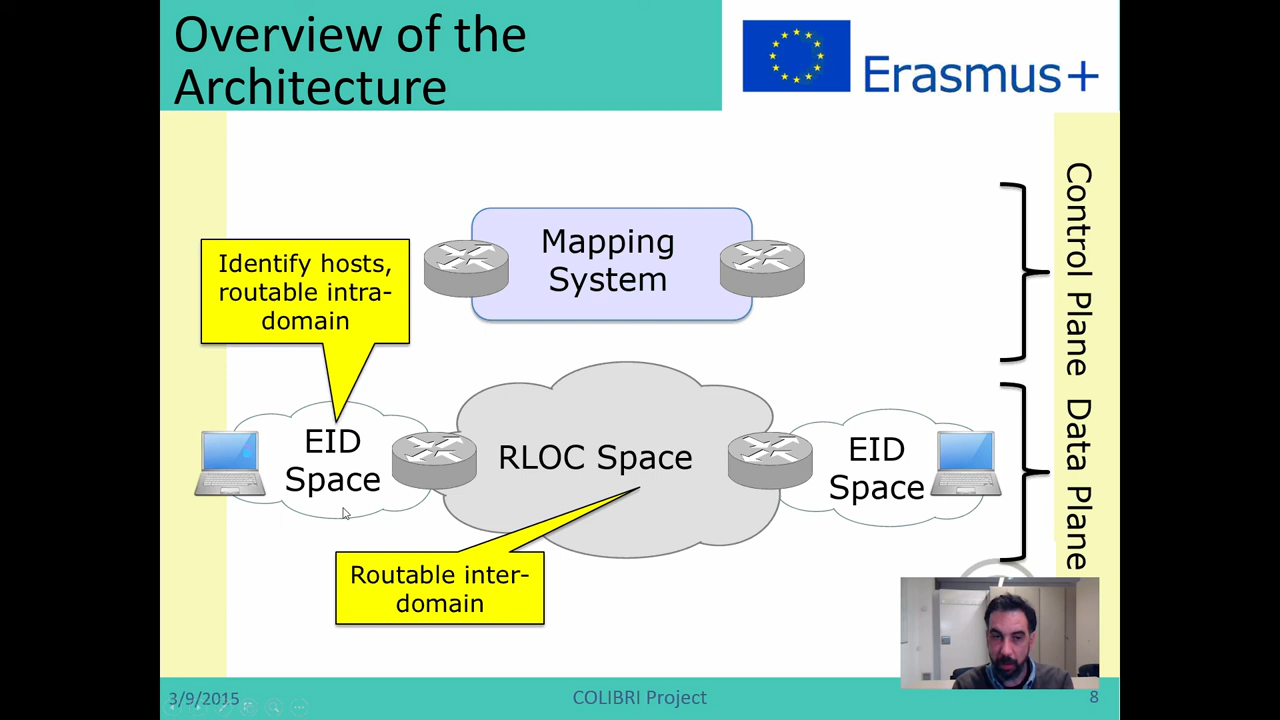 Overview of the
Architecture
Erasmus+
Control Plane
Mapping
System
Identify hosts,
routable intra-
domain
EID
Space
RLOC Space
EID
Space
Data Plane
Routable inter-
domain
3/9/2015
COLIBRI Project
8